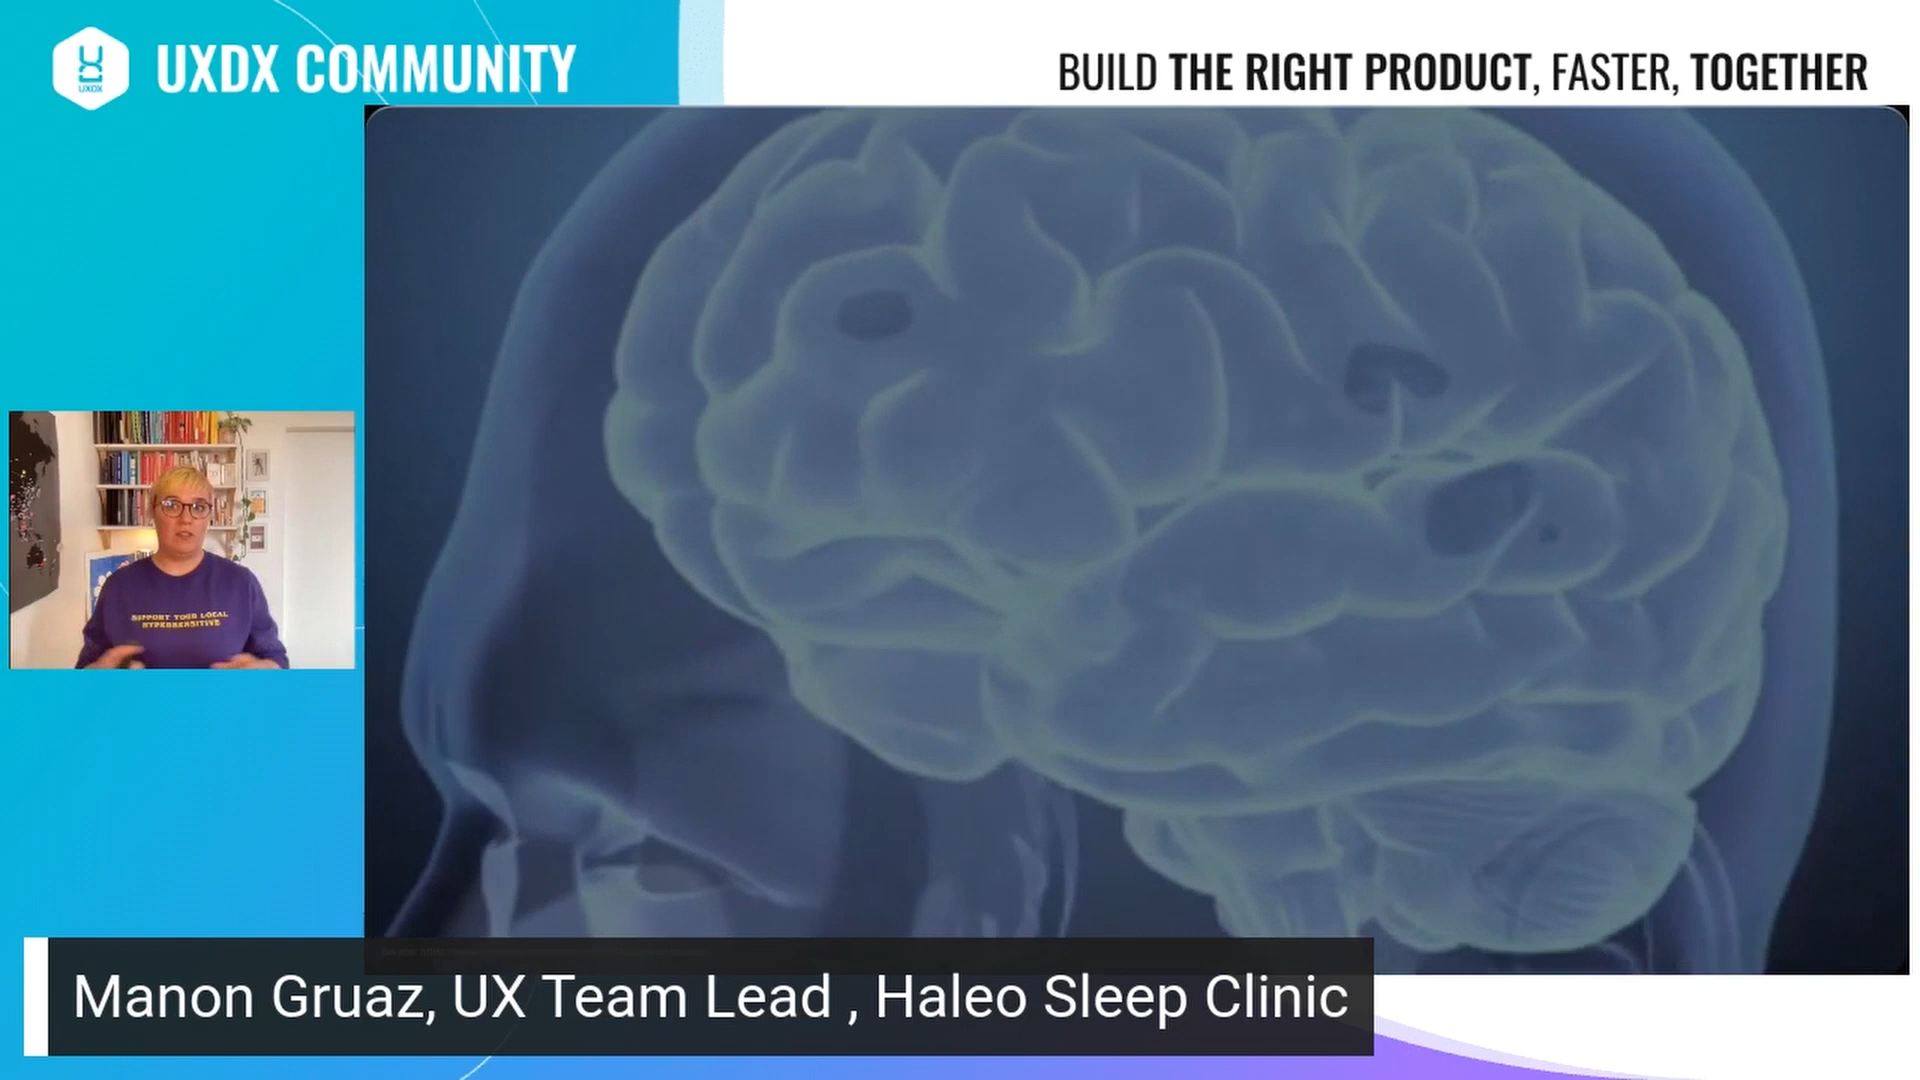 UXDX
UXDX COMMUNITY
BUILD THE RIGHT PRODUCT, FASTER, TOGETHER
SUPPORT YOUR LOCAL
HYPERSENSITIVE
Manon Gruaz, UX Team Lead , Haleo Sleep Clinic